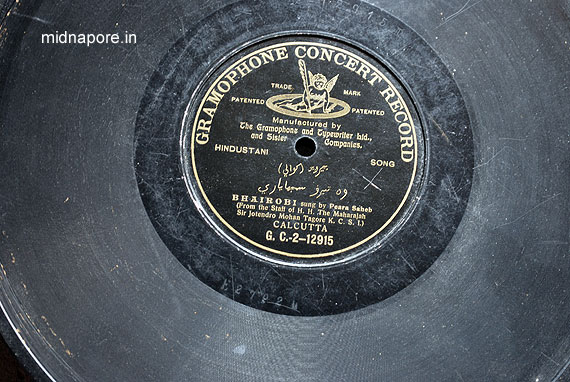 midnapore.in
GRAMOPHONE CONCERT RECORD
TRADE MARK
PATENTED PATENTED
Manufactured by
The Gramophone and Typewriter Ltd.,
and Sister Companies.
HINDUSTANI SONG
BHAIROBI sung by Peara Saheb
(From the Staff of H. H. The Maharajah
Sir Jotendro Mohan Tagore K. C. S. I.)
CALCUTTA
G. C.-2-12915